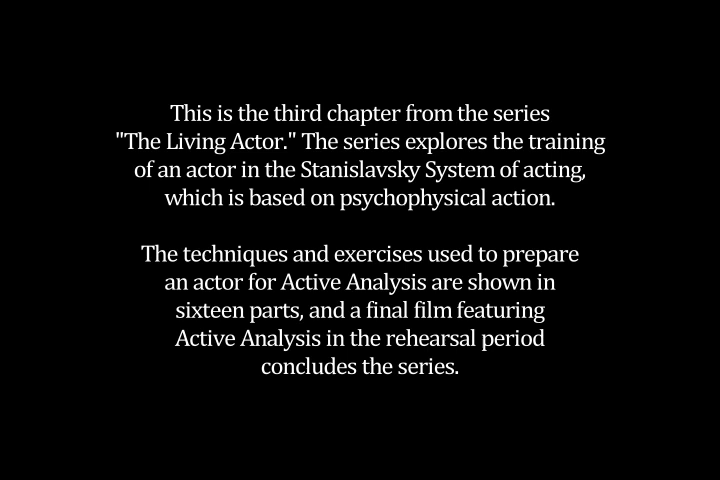 This is the third chapter from the series
"The Living Actor." The series explores the training
of an actor in the Stanislavsky System of acting,
which is based on psychophysical action.
The techniques and exercises used to prepare
an actor for Active Analysis are shown in
sixteen parts, and a final film featuring
Active Analysis in the rehearsal period
concludes the series.